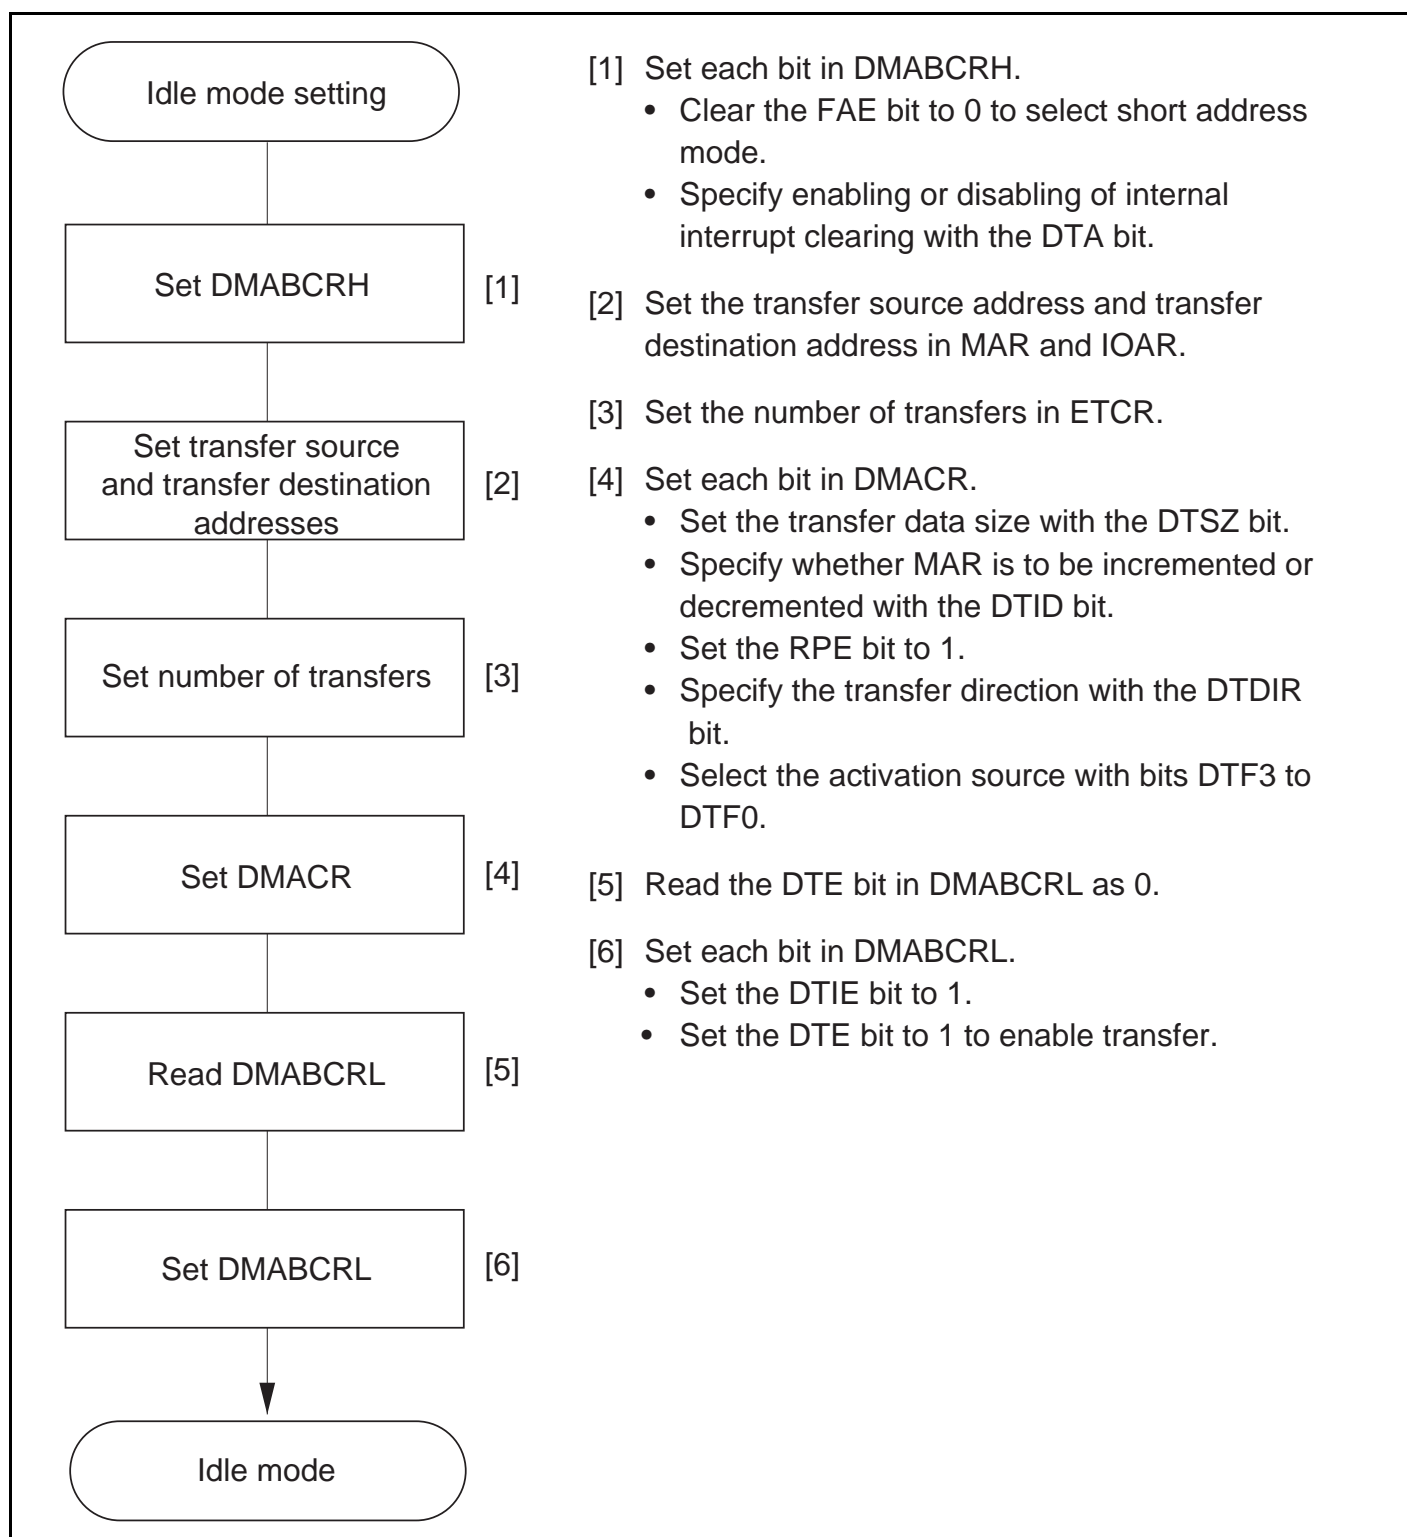 Idle mode setting
Set DMABCRH [1]
Set transfer source
and transfer destination
addresses
[2]
Set number of transfers [3]
Set DMACR [4]
Read DMABCRL [5]
Set DMABCRL [6]
Idle mode
[1] Set each bit in DMABCRH.
• Clear the FAE bit to 0 to select short address
mode.
• Specify enabling or disabling of internal
interrupt clearing with the DTA bit.
[2] Set the transfer source address and transfer
destination address in MAR and IOAR.
[3] Set the number of transfers in ETCR.
[4] Set each bit in DMACR.
• Set the transfer data size with the DTSZ bit.
• Specify whether MAR is to be incremented or
decremented with the DTID bit.
• Set the RPE bit to 1.
• Specify the transfer direction with the DTDIR
bit.
• Select the activation source with bits DTF3 to
DTF0.
[5] Read the DTE bit in DMABCRL as 0.
[6] Set each bit in DMABCRL.
• Set the DTIE bit to 1.
• Set the DTE bit to 1 to enable transfer.